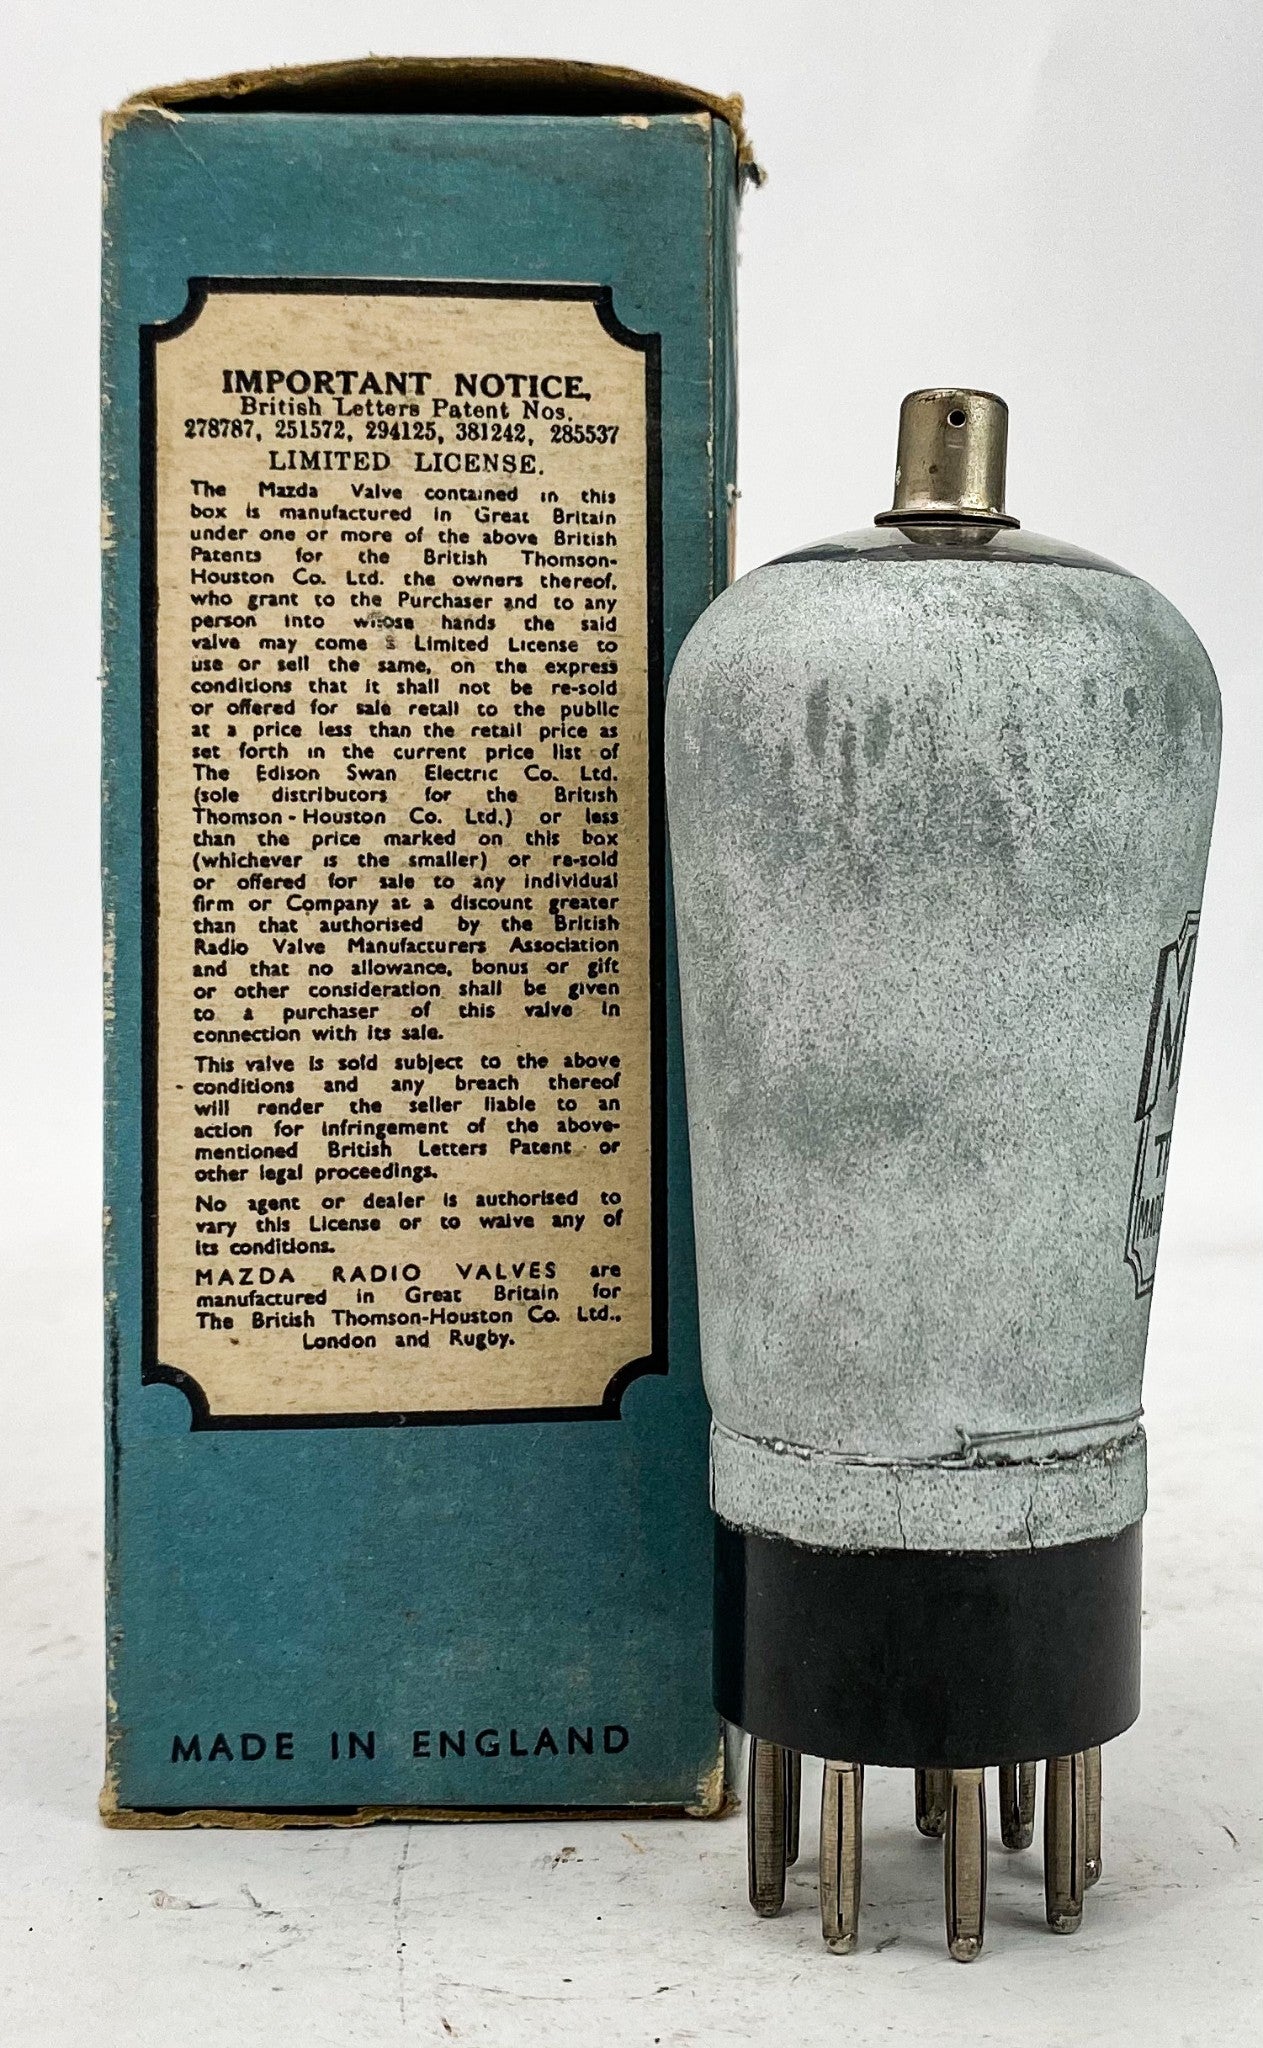 IMPORTANT NOTICE,
British Letters Patent Nos.
278787, 251572, 294125, 381242, 285537
LIMITED LICENSE.
The Mazda Valve contained in this
box is manufactured in Great Britain
under one or more of the above British
Patents for the British Thomson-
Houston Co. Ltd. the owners thereof,
who grant to the Purchaser and to any
person into whose hands the said
valve may come a Limited License to
use or sell the same, on the express
conditions that it shall not be re-sold
or offered for sale retail to the public
at a price less than the retail price as
set forth in the current price list of
The Edison Swan Electric Co. Ltd.
(sole distributors for the British
Thomson-Houston Co. Ltd.) or less
than the price marked on this box
(whichever is the smaller) or re-sold
or offered for sale to any individual
firm or Company at a discount greater
than that authorised by the British
Radio Valve Manufacturers Association
and that no allowance, bonus or gift
or other consideration shall be given
to a purchaser of this valve in
connection with its sale.
This valve is sold subject to the above
conditions and any breach thereof
will render the seller liable to an
action for infringement of the above-
mentioned British Letters Patent or
other legal proceedings.
No agent or dealer is authorised to
vary this License or to waive any of
its conditions.
MAZDA RADIO VALVES are
manufactured in Great Britain for
The British Thomson-Houston Co. Ltd.,
London and Rugby.
MADE IN ENGLAND